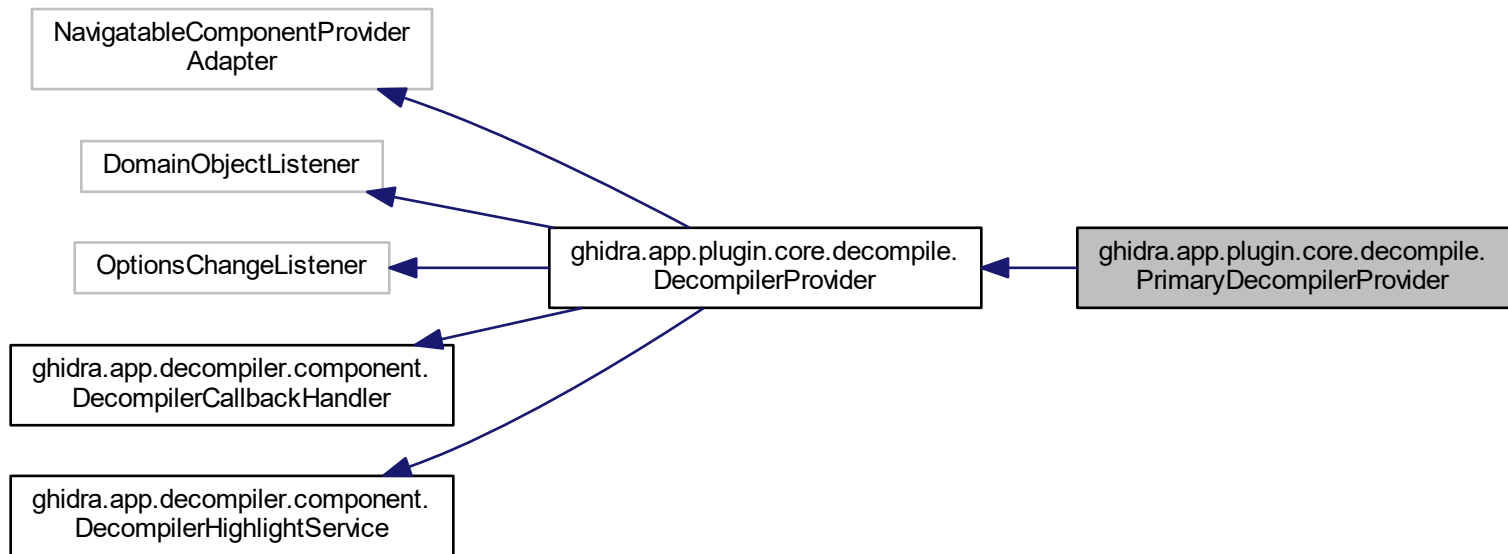 NavigatableComponentProvider
Adapter
DomainObjectListener
OptionsChangeListener
ghidra.app.decompiler.component.
DecompilerCallbackHandler
ghidra.app.decompiler.component.
DecompilerHighlightService
ghidra.app.plugin.core.decompile.
DecompilerProvider
ghidra.app.plugin.core.decompile.
PrimaryDecompilerProvider